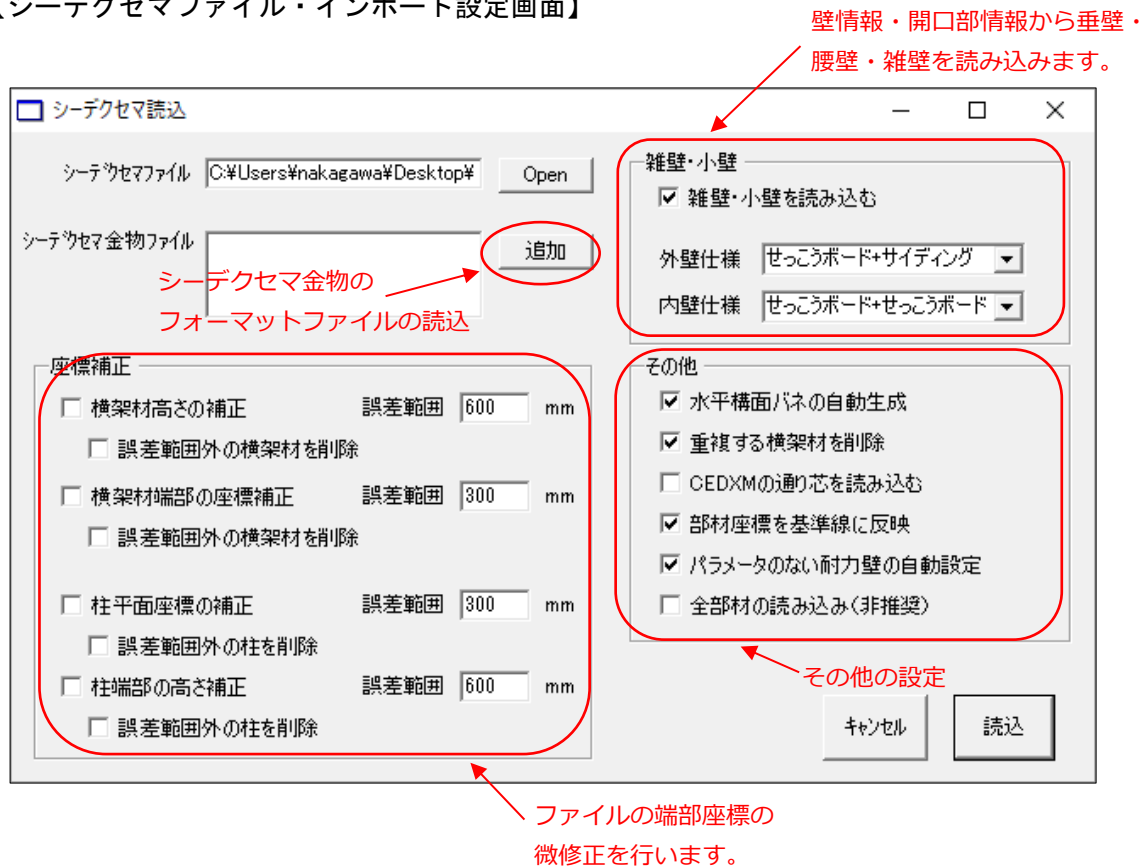 【シーデクセマファイル・インポート設定画面】
壁情報・開口部情報から垂壁・
腰壁・雑壁を読み込みます。
シーデクセマ読込
シーデクセマファイル C:¥Users¥nakagawa¥Desktop¥ Open
シーデクセマ金物ファイル 追加
シーデクセマ金物の
フォーマットファイルの読込
雑壁・小壁
雑壁・小壁を読み込む
外壁仕様 せっこうボード+サイディング
内壁仕様 せっこうボード+せっこうボード
座標補正
横架材高さの補正 誤差範囲 600 mm
誤差範囲外の横架材を削除
横架材端部の座標補正 誤差範囲 300 mm
誤差範囲外の横架材を削除
柱平面座標の補正 誤差範囲 300 mm
誤差範囲外の柱を削除
柱端部の高さ補正 誤差範囲 600 mm
誤差範囲外の柱を削除
その他
水平構面バネの自動生成
重複する横架材を削除
CEDXMの通り芯を読み込む
部材座標を基準線に反映
パラメータのない耐力壁の自動設定
全部材の読み込み(非推奨)
その他の設定
キャンセル 読込
ファイルの端部座標の
微修正を行います。